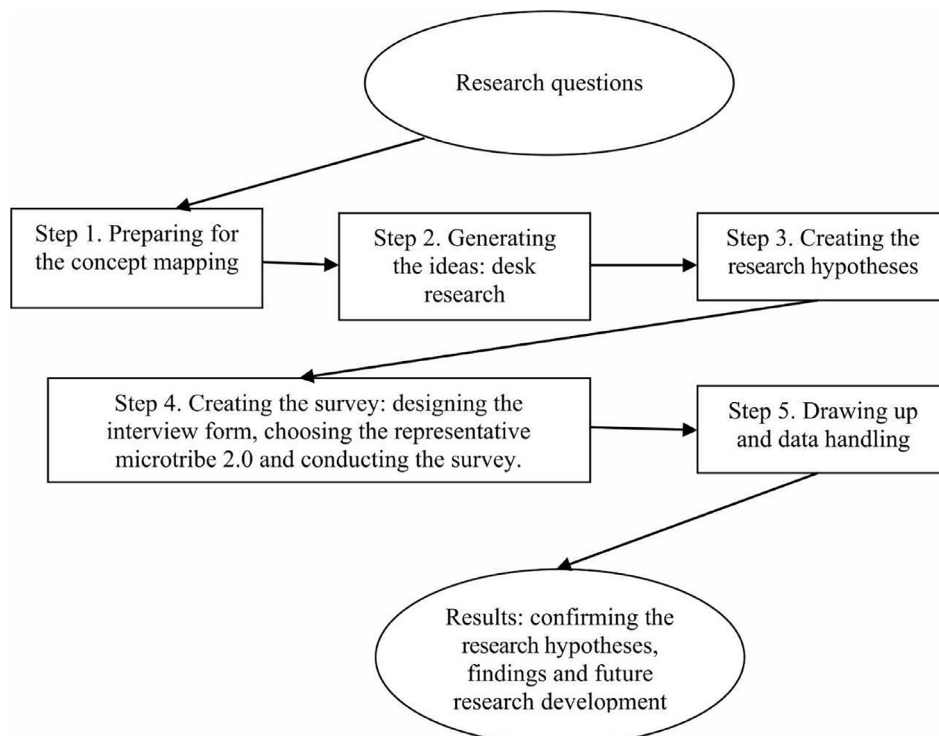 Research questions
Step 1. Preparing for
the concept mapping
Step 2. Generating
the ideas: desk
research
Step 3. Creating the
research hypotheses
Step 4. Creating the survey: designing the
interview form, choosing the representative
microtribe 2.0 and conducting the survey.
Step 5. Drawing up
and data handling
Results: confirming the
research hypotheses,
findings and future
research development